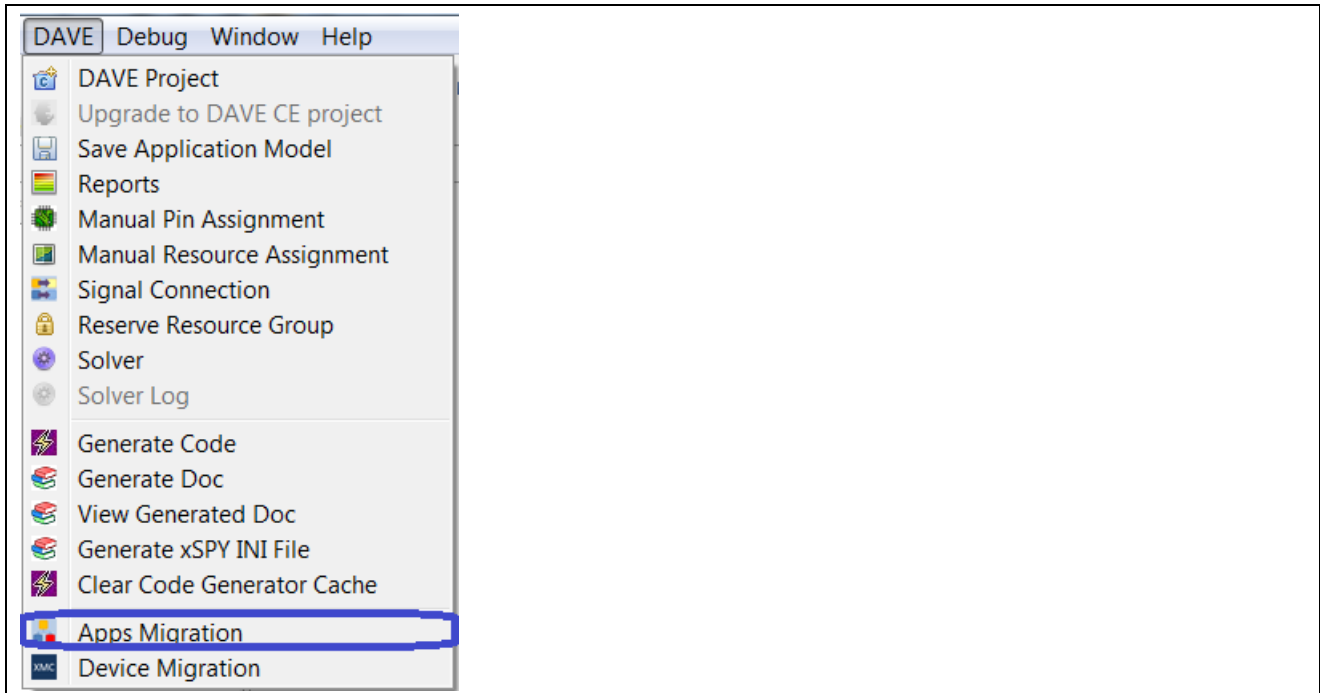 DAVE Debug Window Help
DAVE Project
Upgrade to DAVE CE project
Save Application Model
Reports
Manual Pin Assignment
Manual Resource Assignment
Signal Connection
Reserve Resource Group
Solver
Solver Log
Generate Code
Generate Doc
View Generated Doc
Generate xSPY INI File
Clear Code Generator Cache
Apps Migration
XMC Device Migration